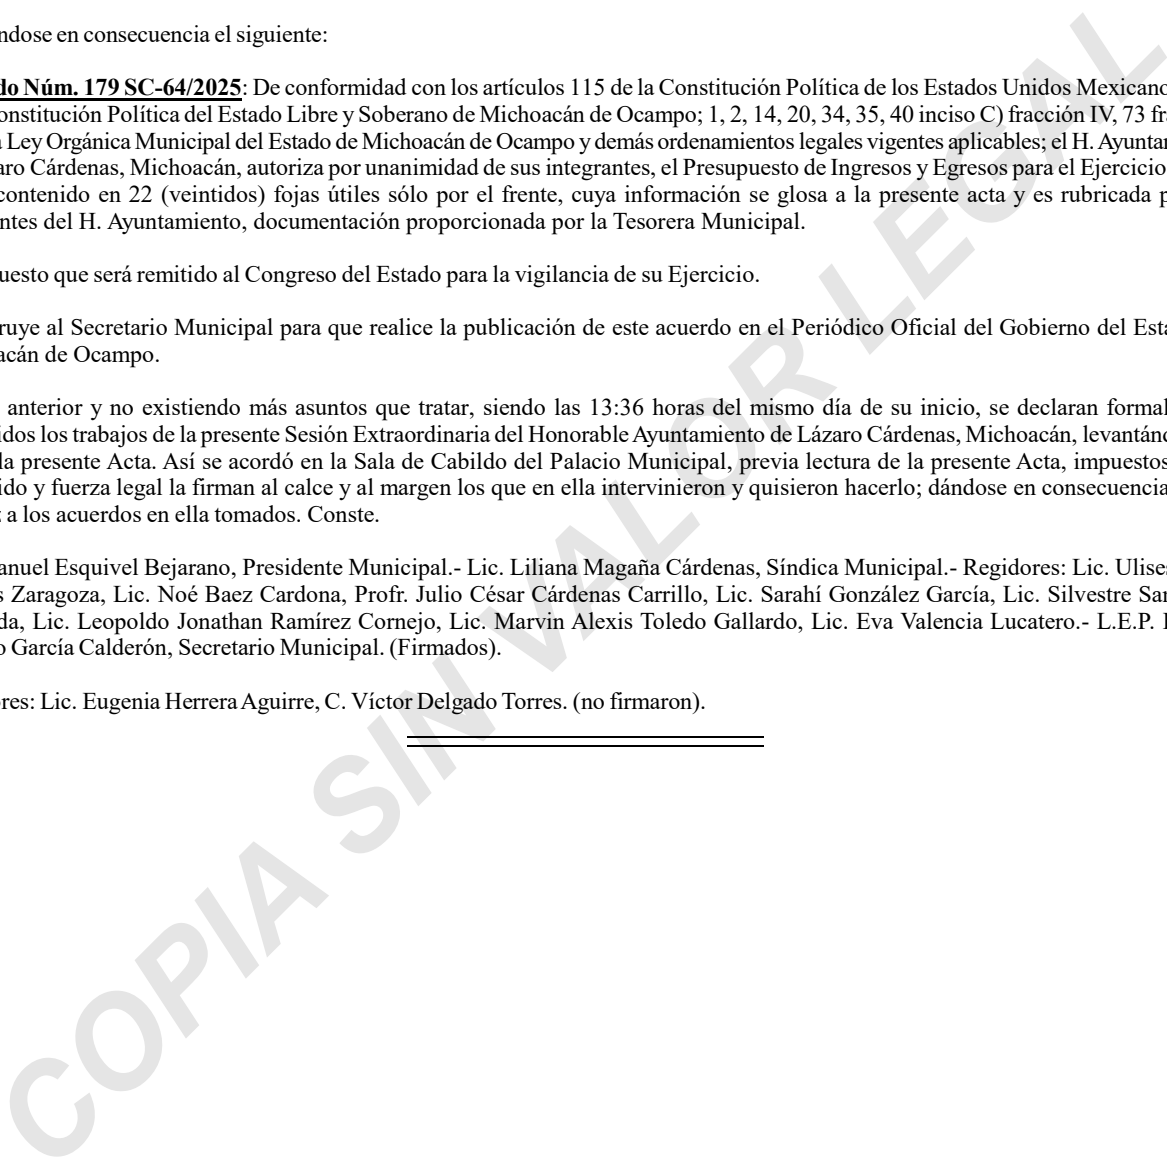 ndose en consecuencia el siguiente:
do Núm. 179 SC-64/2025: De conformidad con los artículos 115 de la Constitución Política de los Estados Unidos Mexicano
onstitución Política del Estado Libre y Soberano de Michoacán de Ocampo; 1, 2, 14, 20, 34, 35, 40 inciso C) fracción IV, 73 fra
a Ley Orgánica Municipal del Estado de Michoacán de Ocampo y demás ordenamientos legales vigentes aplicables; el H. Ayuntam
aro Cárdenas, Michoacán, autoriza por unanimidad de sus integrantes, el Presupuesto de Ingresos y Egresos para el Ejercicio
contenido en 22 (veintidos) fojas útiles sólo por el frente, cuya información se glosa a la presente acta y es rubricada p
ntes del H. Ayuntamiento, documentación proporcionada por la Tesorera Municipal.
uesto que será remitido al Congreso del Estado para la vigilancia de su Ejercicio.
ruye al Secretario Municipal para que realice la publicación de este acuerdo en el Periódico Oficial del Gobierno del Esta
acán de Ocampo.
anterior y no existiendo más asuntos que tratar, siendo las 13:36 horas del mismo día de su inicio, se declaran formal
idos los trabajos de la presente Sesión Extraordinaria del Honorable Ayuntamiento de Lázaro Cárdenas, Michoacán, levantánd
la presente Acta. Así se acordó en la Sala de Cabildo del Palacio Municipal, previa lectura de la presente Acta, impuestos
ido y fuerza legal la firman al calce y al margen los que en ella intervinieron y quisieron hacerlo; dándose en consecuencia
z a los acuerdos en ella tomados. Conste.
anuel Esquivel Bejarano, Presidente Municipal.- Lic. Liliana Magaña Cárdenas, Síndica Municipal.- Regidores: Lic. Ulises
s Zaragoza, Lic. Noé Baez Cardona, Profr. Julio César Cárdenas Carrillo, Lic. Sarahí González García, Lic. Silvestre San
da, Lic. Leopoldo Jonathan Ramírez Cornejo, Lic. Marvin Alexis Toledo Gallardo, Lic. Eva Valencia Lucatero.- L.E.P.
o García Calderón, Secretario Municipal. (Firmados).
ores: Lic. Eugenia Herrera Aguirre, C. Víctor Delgado Torres. (no firmaron).
COPIA SIN VALOR LEGAL